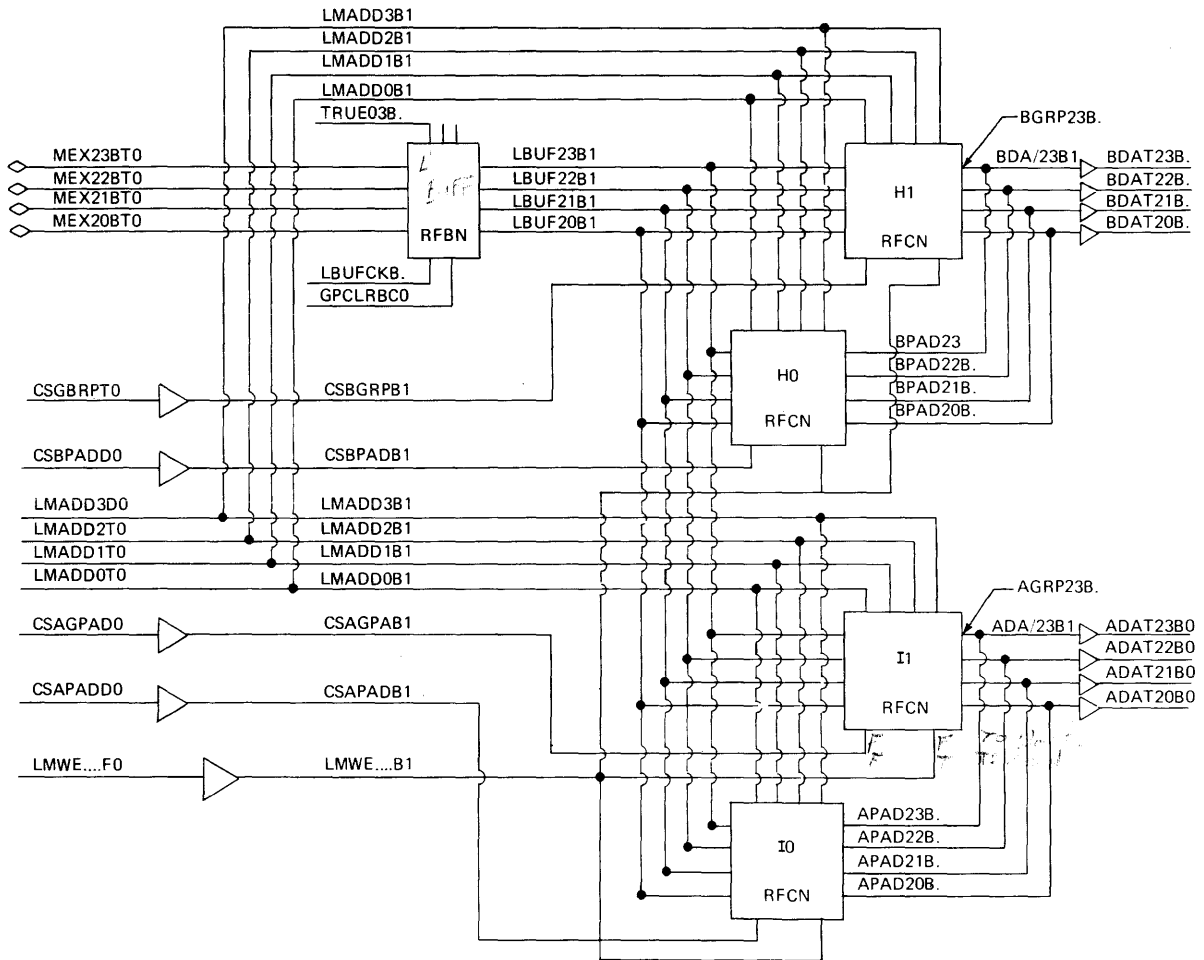 LMADD3B1
LMADD2B1
LMADD1B1
LMADD0B1
TRUE03B.
MEX23BT0
MEX22BT0
MEX21BT0
MEX20BT0
L
BUFF
RFBN
LBUF23B1
LBUF22B1
LBUF21B1
LBUF20B1
LBUFCKB.
GPCLRBC0
H1
RFCN
BGRP23B.
BDA/23B1
BDAT23B.
BDAT22B.
BDAT21B.
BDAT20B.
H0
RFCN
BPAD23
BPAD22B.
BPAD21B.
BPAD20B.
CSGBRPT0
CSBGRPB1
CSBPADD0
CSBPADB1
LMADD3D0
LMADD3B1
LMADD2T0
LMADD2B1
LMADD1T0
LMADD1B1
LMADD0T0
LMADD0B1
CSAGPAD0
CSAGPAB1
CSAPADD0
CSAPADB1
LMWE....F0
LMWE....B1
I1
RFCN
AGRP23B.
ADA/23B1
ADAT23B0
ADAT22B0
ADAT21B0
ADAT20B0
I0
RFCN
APAD23B.
APAD22B.
APAD21B.
APAD20B.